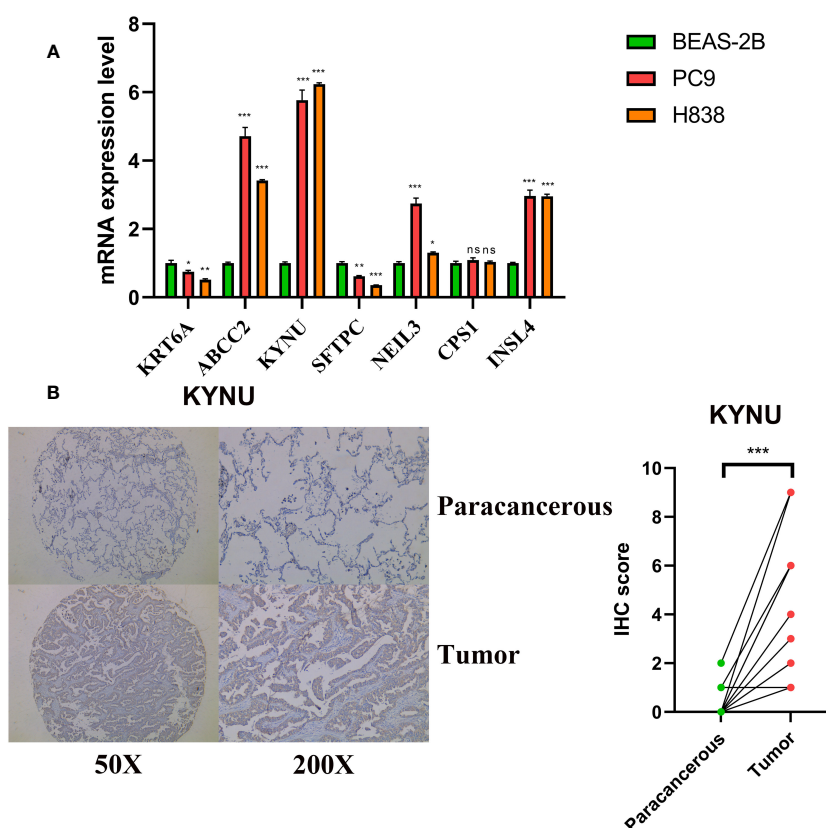 A
mRNA expression level
8
6
4
2
0
* ** *** *** *** *** ** *** *** * ns ns *** ***
KRT6A ABCC2 KYNU SFTPC NEIL3 CPS1 INSL4
BEAS-2B
PC9
H838
B
KYNU
Paracancerous
Tumor
50X 200X
KYNU
***
IHC score
10
8
6
4
2
0
Paracancerous Tumor